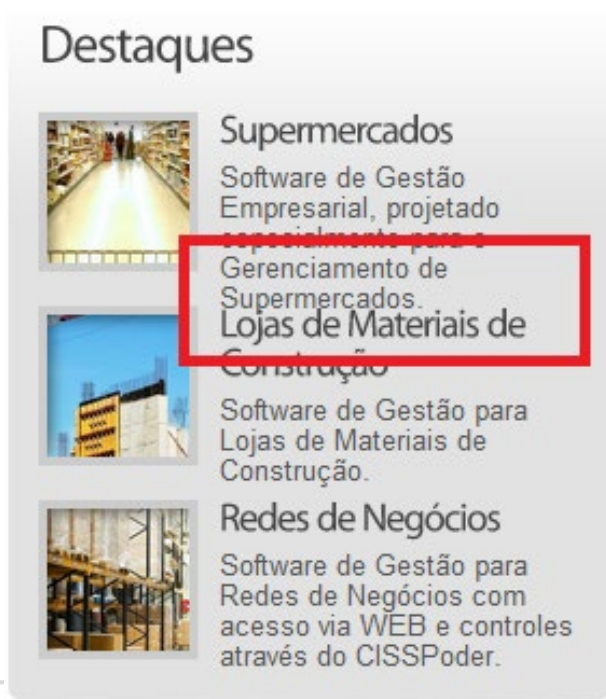 Destaques
Supermercados
Software de Gestão
Empresarial, projetado
especialmente para o
Gerenciamento de
Supermercados.
Lojas de Materiais de
Construção
Software de Gestão para
Lojas de Materiais de
Construção.
Redes de Negócios
Software de Gestão para
Redes de Negócios com
acesso via WEB e controles
através do CISSPoder.